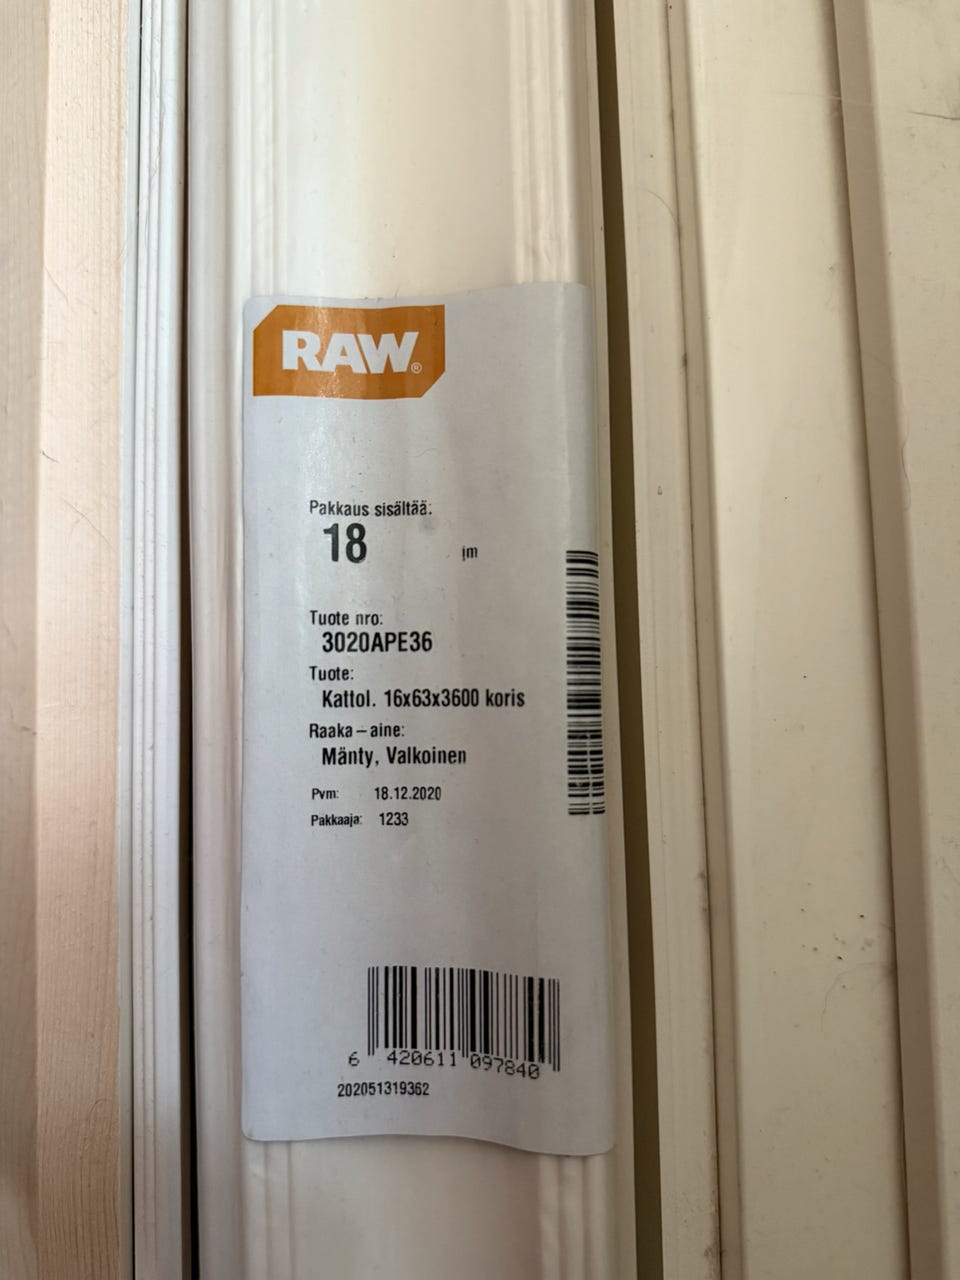 RAW®
Pakkaus sisältää:
18 jm
Tuote nro:
3020APE36
Tuote:
Kattol. 16x63x3600 koris
Raaka-aine:
Mänty, Valkoinen
Pvm: 18.12.2020
Pakkaaja: 1233
6 420611 097840
202051319362